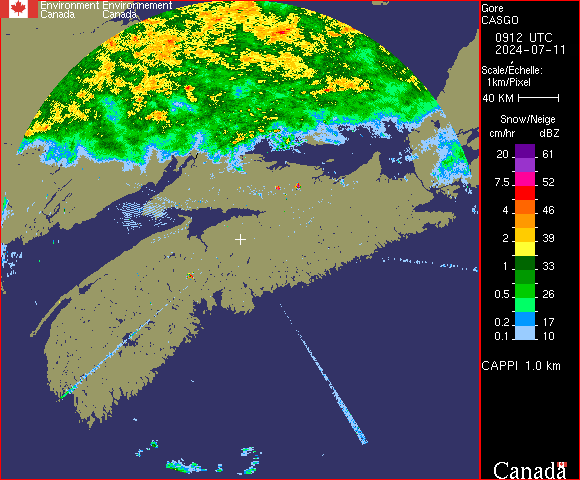 Environment Environnement
Canada Canada
Gore
CASGO
0912 UTC
2024-07-11
Scale/Échelle:
1km/Pixel
40 KM
Snow/Neige
cm/hr dBZ
20 61
7.5 52
4 46
2 39
1 33
0.5 26
0.2 17
0.1 10
CAPPI 1.0 km
Canada